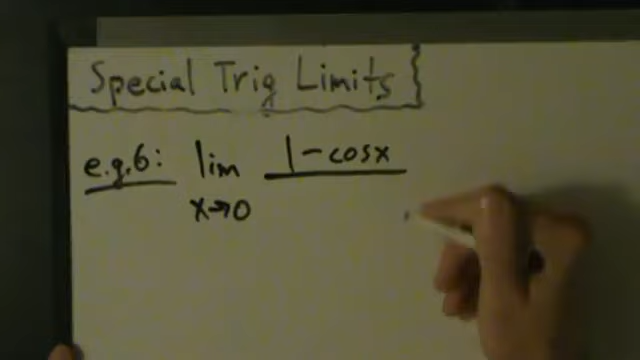 Special Trig Limits
e.g.6: lim 1-cosx
x→0